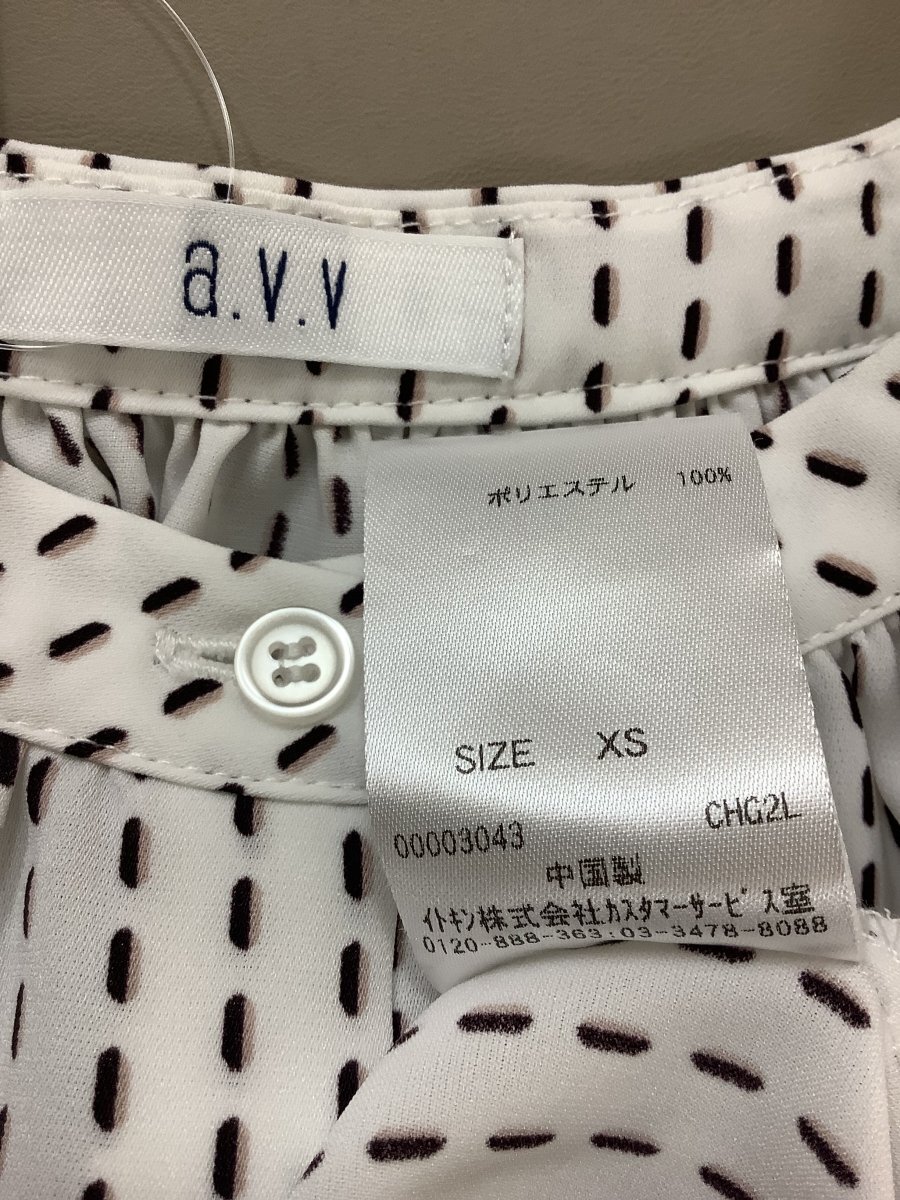 a.v.v
ポリエステル 100%
SIZE XS
00003043 CHG2L
中国製
イトキン株式会社カスタマーサービス室
0120-888-363:03-3478-8088